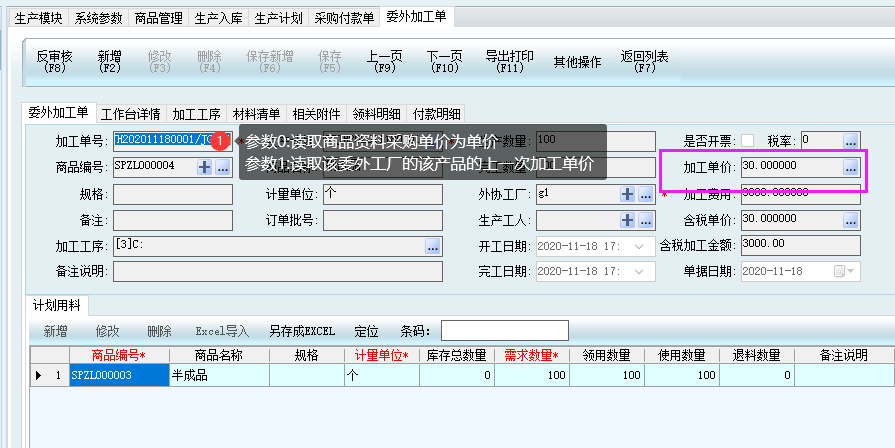 生产模块 系统参数 商品管理 生产入库 生产计划 采购付款单 委外加工单
反审核 新增 修改 删除 保存新增 保存 上一页 下一页 导出打印 其他操作 返回列表
(F8) (F2) (F3) (F4) (F6) (F5) (F9) (F10) (F11) (F7)
委外加工单 工作台详情 加工工序 材料清单 相关附件 领料明细 付款明细
加工单号: H202011180001/TG 1 产数量: 100 是否开票: 税率: 0 ...
参数0:读取商品资料采购单价为单价
参数1:读取该委外工厂的该产品的上一次加工单价
商品编号: SPZL000004 + ... 加工单价: 30.000000 ...
规格: 计量单位: 个 外协工厂: g1 + ... * 加工费用: 3000.000000
备注: 订单批号: 生产工人: + ... 含税单价: 30.000000 ...
加工工序: [3]C: ... 开工日期: 2020-11-18 17: 含税加工金额: 3000.00
备注说明: 完工日期: 2020-11-18 17: 单据日期: 2020-11-18
计划用料
新增 修改 删除 Excel导入 另存成EXCEL 定位 条码:
商品编号* 商品名称 规格 计量单位* 库存总数量 需求数量* 领用数量 使用数量 退料数量 备注说明
1 SPZL000003 半成品 个 0 100 100 100 0